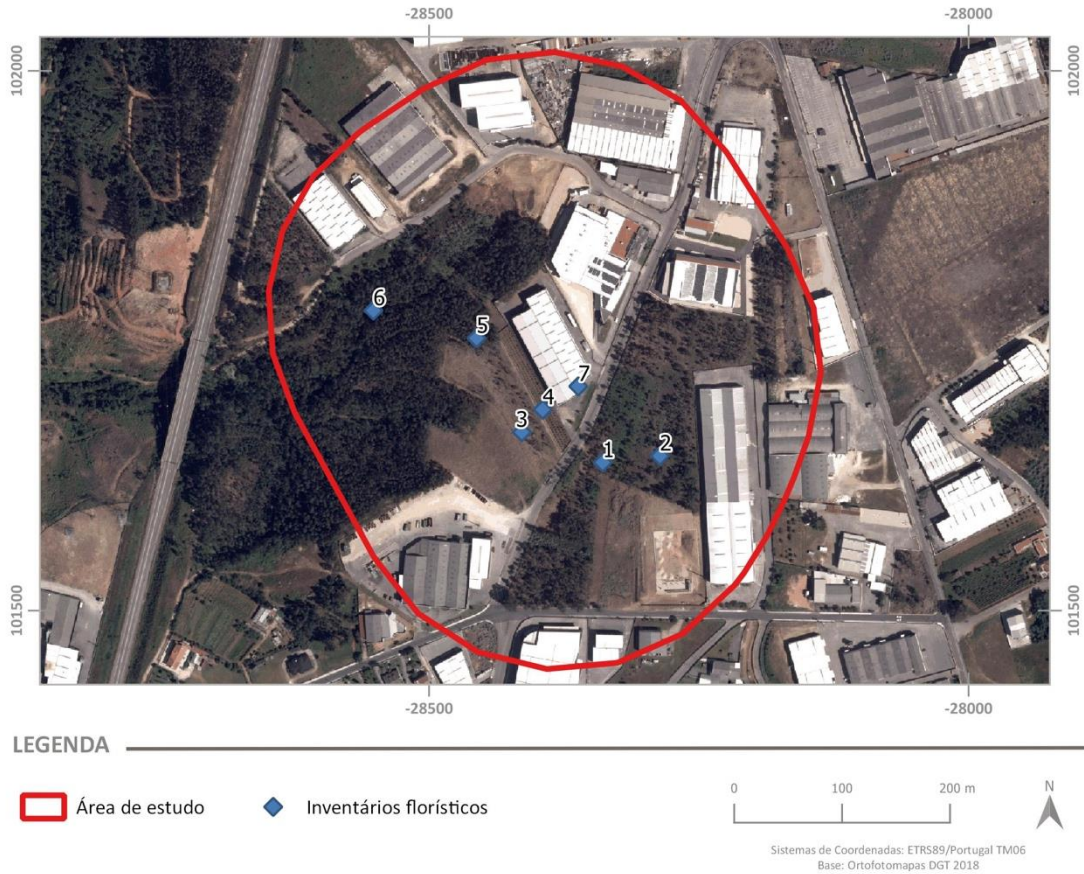 -28500
-28000
102000
102000
6
5
7
4
3
1
2
101500
101500
-28500
-28000
LEGENDA
Área de estudo
Inventários florísticos
0
100
200 m
N
Sistemas de Coordenadas: ETRS89/Portugal TM06
Base: Ortofotomapas DGT 2018